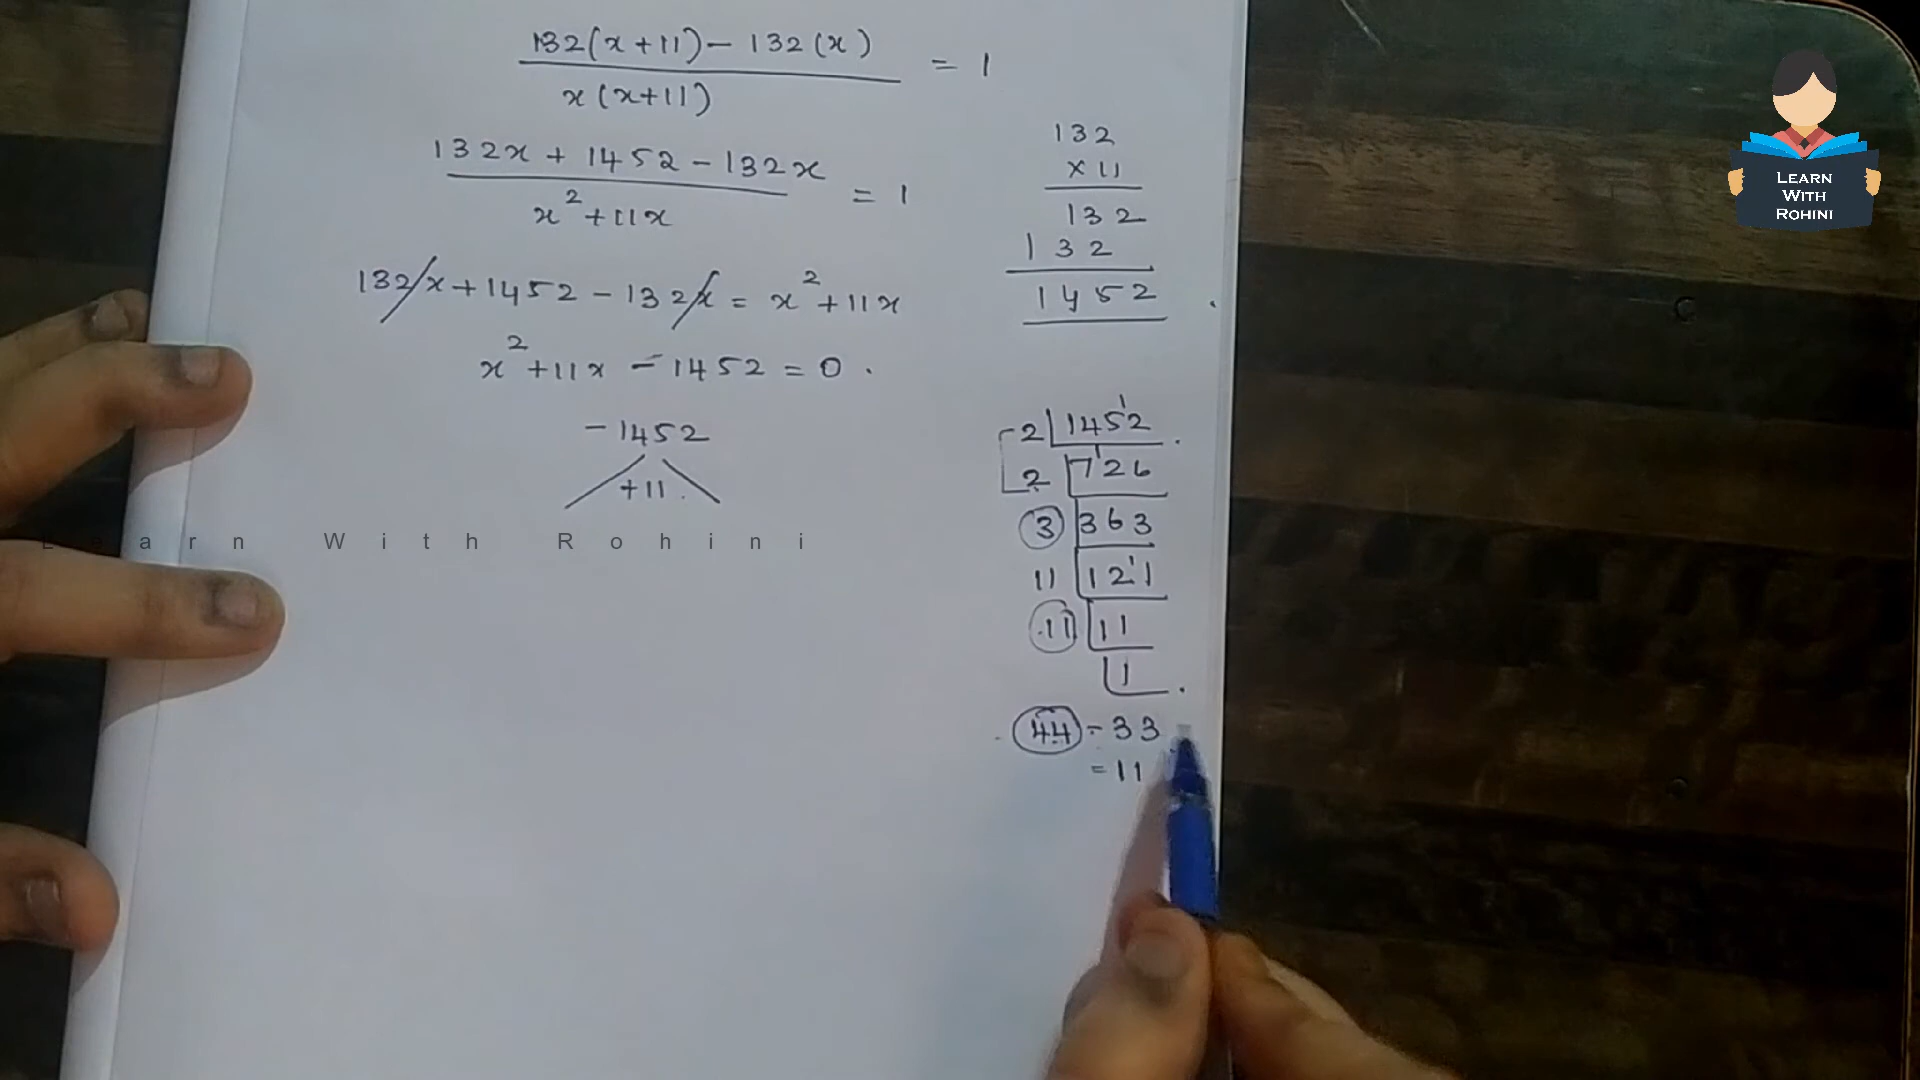 132(x+11) - 132(x)
x(x+11)
= 1
132x + 1452 - 132x
x² + 11x
= 1
132x + 1452 - 132x = x² + 11x
x² + 11x - 1452 = 0 .
-1452
+11
132
x 11
132
132
1452
2 1452
2 726
3 363
11 121
11 11
1
44 - 33
= 11
Learn With Rohini
LEARN
WITH
ROHINI